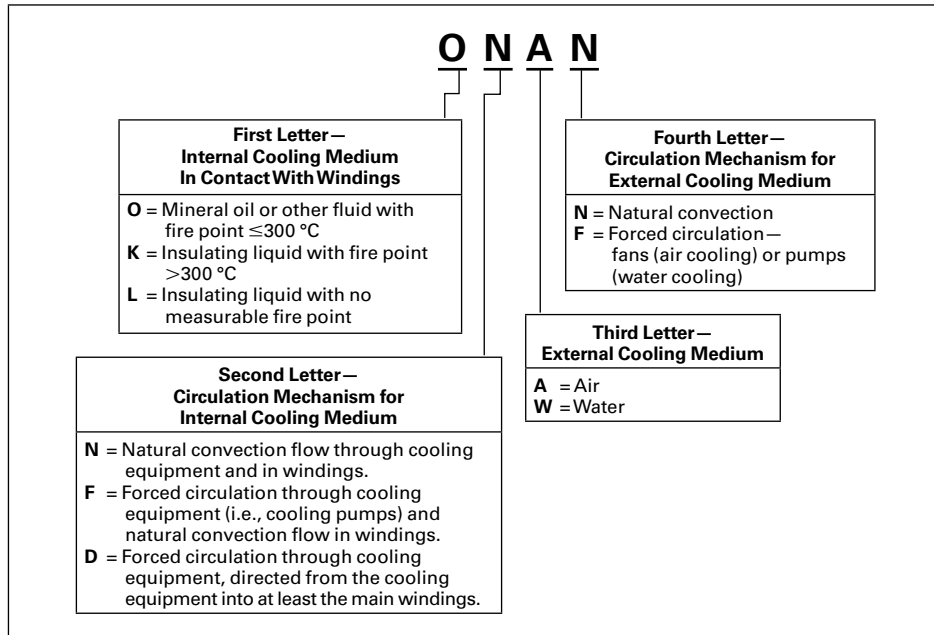 O N A N
First Letter—
Internal Cooling Medium
In Contact With Windings
O = Mineral oil or other fluid with
fire point ≤300 °C
K = Insulating liquid with fire point
>300 °C
L = Insulating liquid with no
measurable fire point
Second Letter—
Circulation Mechanism for
Internal Cooling Medium
N = Natural convection flow through cooling
equipment and in windings.
F = Forced circulation through cooling
equipment (i.e., cooling pumps) and
natural convection flow in windings.
D = Forced circulation through cooling
equipment, directed from the cooling
equipment into at least the main windings.
Third Letter—
External Cooling Medium
A = Air
W = Water
Fourth Letter—
Circulation Mechanism for
External Cooling Medium
N = Natural convection
F = Forced circulation—
fans (air cooling) or pumps
(water cooling)